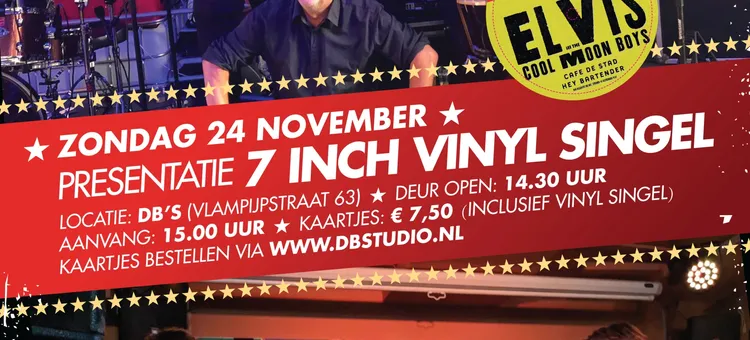 ELVIS
IN THE
COOL MOON BOYS
CAFE DE STAD
HEY BARTENDER
★ ZONDAG 24 NOVEMBER ★
PRESENTATIE 7 INCH VINYL SINGEL
LOCATIE: DB'S (VLAMPIJPSTRAAT 63) ★ DEUR OPEN: 14.30 UUR
AANVANG: 15.00 UUR ★ KAARTJES: € 7,50 (INCLUSIEF VINYL SINGEL)
KAARTJES BESTELLEN VIA WWW.DBSTUDIO.NL